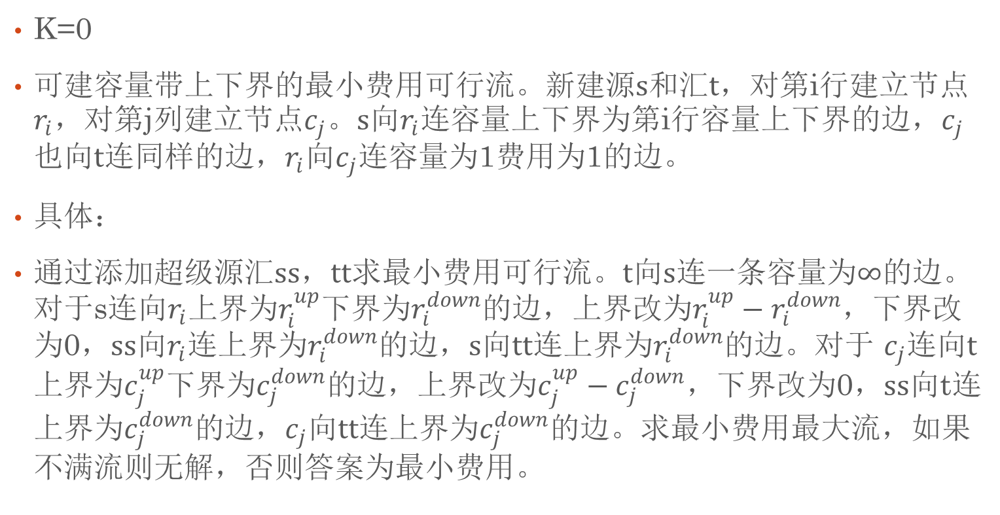 • K=0
• 可建容量带上下界的最小费用可行流。新建源s和汇t，对第i行建立节点
$r_i$，对第j列建立节点$c_j$。s向$r_i$连容量上下界为第i行容量上下界的边，$c_j$
也向t连同样的边，$r_i$向$c_j$连容量为1费用为1的边。
• 具体：
• 通过添加超级源汇ss，tt求最小费用可行流。t向s连一条容量为∞的边。
对于s连向$r_i$上界为$r_i^{up}$下界为$r_i^{down}$的边，上界改为$r_i^{up} - r_i^{down}$，下界改
为0，ss向$r_i$连上界为$r_i^{down}$的边，s向tt连上界为$r_i^{down}$的边。对于 $c_j$连向t
上界为$c_j^{up}$下界为$c_j^{down}$的边，上界改为$c_j^{up} - c_j^{down}$，下界改为0，ss向t连
上界为$c_j^{down}$的边，$c_j$向tt连上界为$c_j^{down}$的边。求最小费用最大流，如果
不满流则无解，否则答案为最小费用。